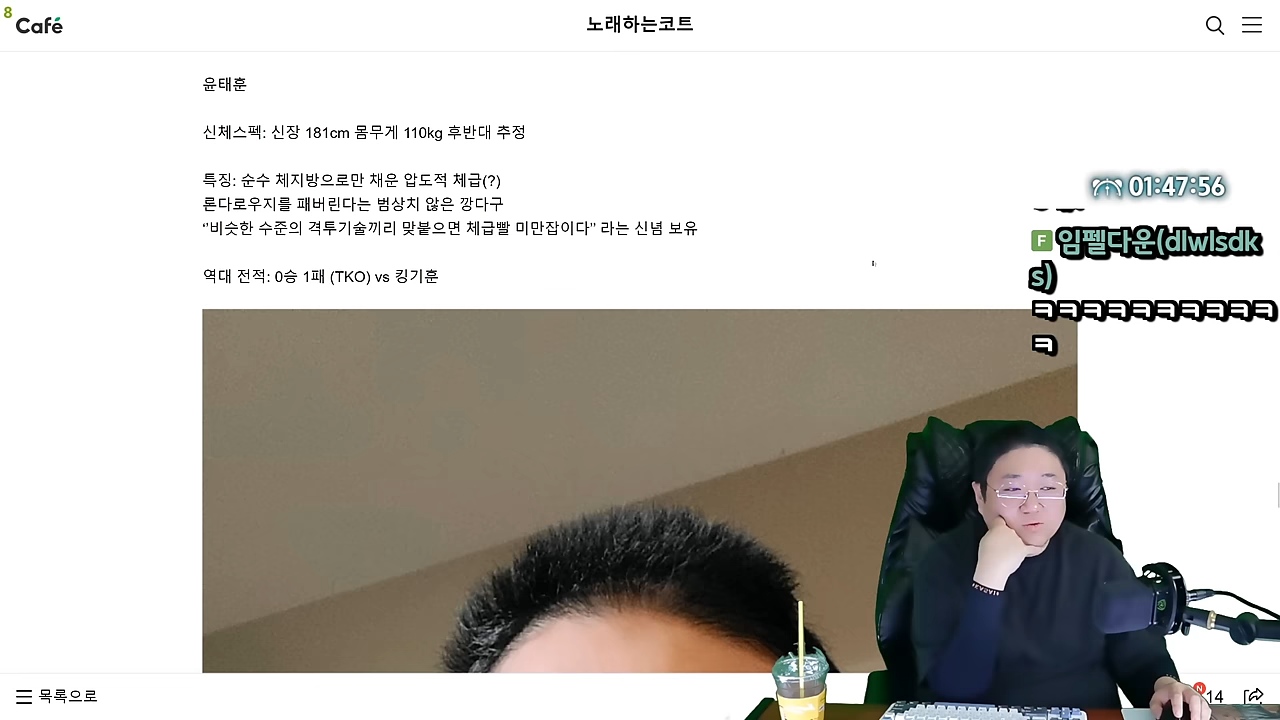 8
Café
노래하는코트
윤태훈
신체스펙: 신장 181cm 몸무게 110kg 후반대 추정
특징: 순수 체지방으로만 채운 압도적 체급(?)
론다로우지를 패버린다는 범상치 않은 깡다구
“비슷한 수준의 격투기술끼리 맞붙으면 체급빨 미만잡이다” 라는 신념 보유
역대 전적: 0승 1패 (TKO) vs 킹기훈
01:47:56
F 임펠다운(dlwlsdk
s)
ㅋㅋㅋㅋㅋㅋㅋㅋㅋㅋ
ㅋ
목록으로
N
14